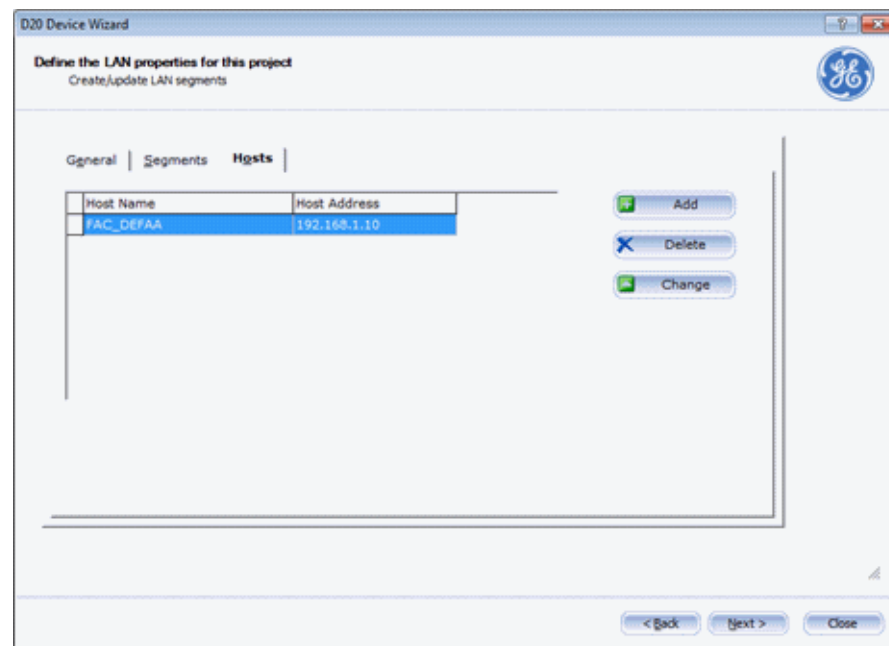 D20 Device Wizard
Define the LAN properties for this project
Create/update LAN segments
General | Segments Hosts
Host Name Host Address
FAC_DEFAA 192.168.1.10
Add
Delete
Change
< Back Next > Close